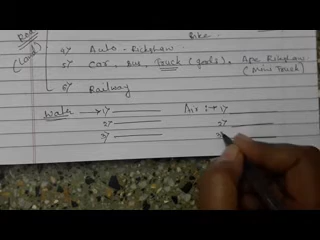 Bike.
Road
(Land)
4) Auto - Rickshaw.
5) Car, Bus, Truck (Goods), Ape Rikshaw
(Mini Truck)
6) Railway
Water → 1)
2)
3)
Air :→ 1)
2)
3)